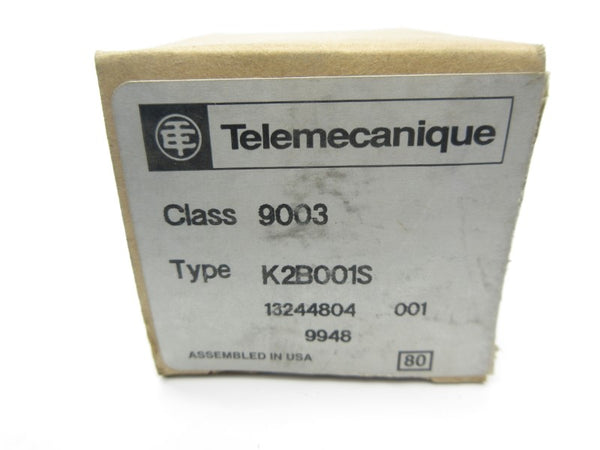 Telemecanique
Class 9003
Type K2B001S
13244804 001
9948
ASSEMBLED IN USA 80